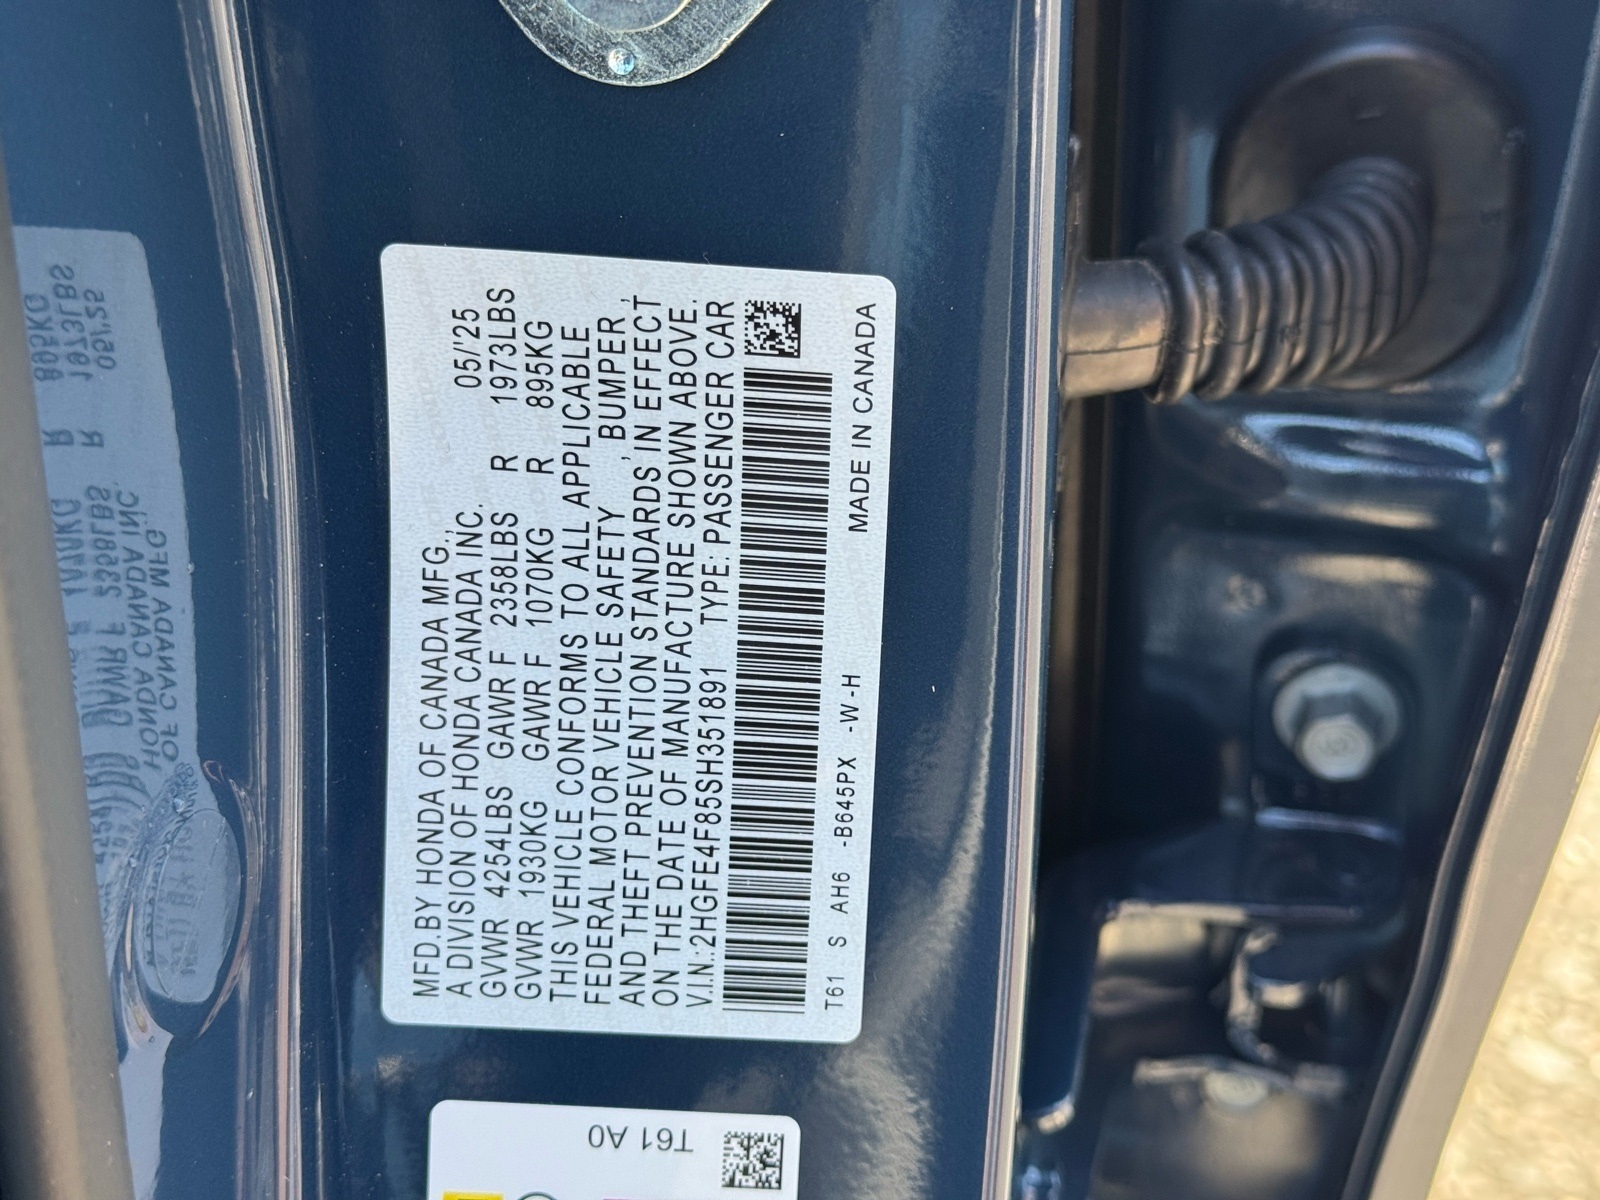 MFD.BY HONDA OF CANADA MFG.,
A DIVISION OF HONDA CANADA INC. 05/'25
GVWR 4254LBS GAWR F 2358LBS R 1973LBS
GVWR 1930KG GAWR F 1070KG R 895KG
THIS VEHICLE CONFORMS TO ALL APPLICABLE
FEDERAL MOTOR VEHICLE SAFETY , BUMPER ,
AND THEFT PREVENTION STANDARDS IN EFFECT
ON THE DATE OF MANUFACTURE SHOWN ABOVE.
V.I.N.:2HGFE4F85SH351891 TYPE: PASSENGER CAR
T61 S AH6 -B645PX -W-H MADE IN CANADA
T61 A0